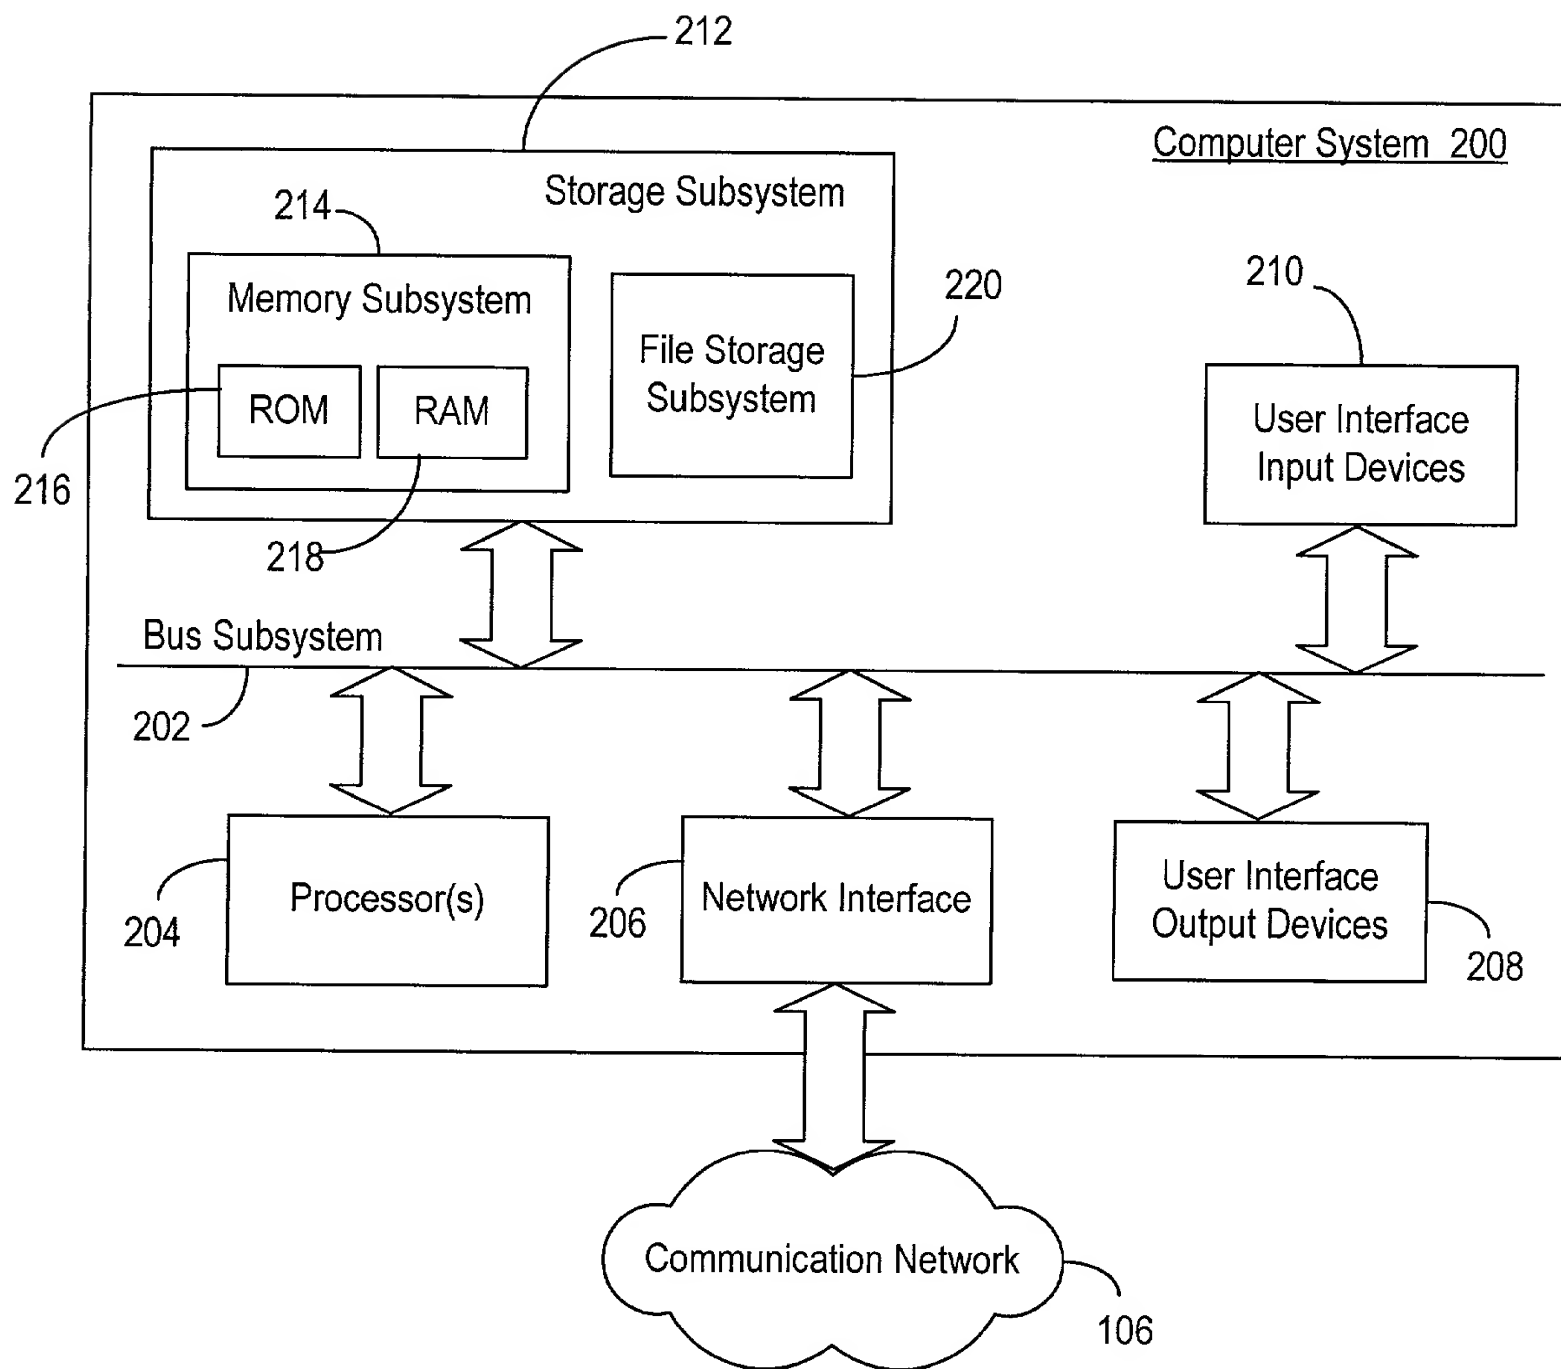 212
Computer System 200
Storage Subsystem
214
Memory Subsystem
220
210
File Storage
Subsystem
ROM
RAM
User Interface
Input Devices
216
218
Bus Subsystem
202
Processor(s)
204
Network Interface
206
User Interface
Output Devices
208
Communication Network
106